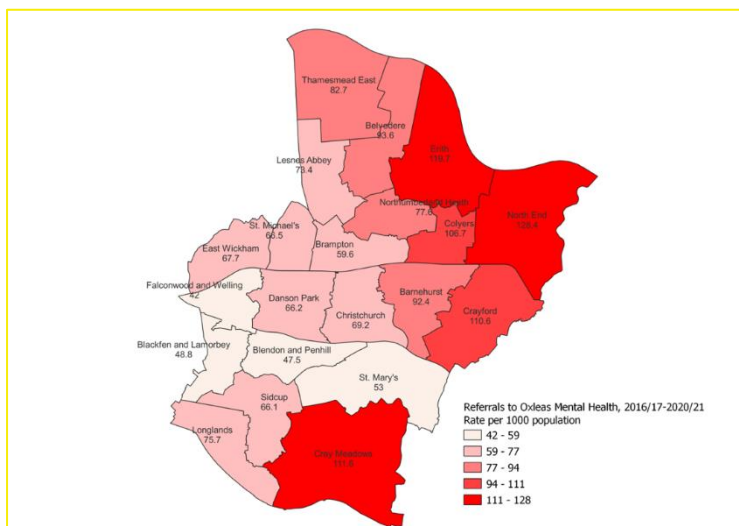 Thamesmead East
82.7
Belvedere
93.6
Erith
119.7
Lesnes Abbey
73.4
Northumberland Heath
77.6
North End
128.4
Colyers
106.7
St. Michael's
66.5
East Wickham
67.7
Brampton
59.6
Falconwood and Welling
42
Danson Park
66.2
Christchurch
69.2
Barnehurst
92.4
Crayford
110.6
Blackfen and Lamorbey
48.8
Blendon and Penhill
47.5
St. Mary's
53
Sidcup
66.1
Longlands
75.7
Cray Meadows
111.6
Referrals to Oxleas Mental Health, 2016/17-2020/21
Rate per 1000 population
42 - 59
59 - 77
77 - 94
94 - 111
111 - 128